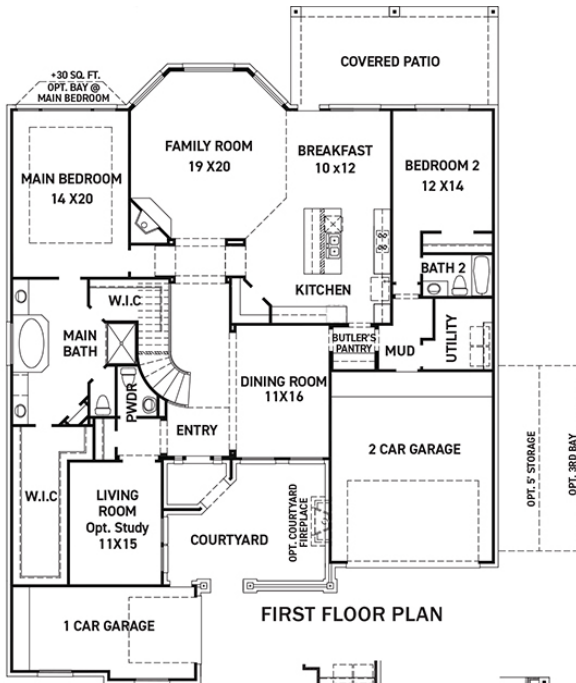 COVERED PATIO
+30 SQ. FT.
OPT. BAY @
MAIN BEDROOM
FAMILY ROOM
19 X20
BREAKFAST
10 x12
BEDROOM 2
12 X14
MAIN BEDROOM
14 X20
BATH 2
KITCHEN
W.I.C
MAIN
BATH
BUTLER'S
PANTRY
MUD
UTILITY
DINING ROOM
11X16
PWDR
ENTRY
2 CAR GARAGE
OPT. 5' STORAGE
OPT. 3RD BAY
W.I.C
LIVING
ROOM
Opt. Study
11X15
COURTYARD
OPT. COURTYARD
FIREPLACE
FIRST FLOOR PLAN
1 CAR GARAGE